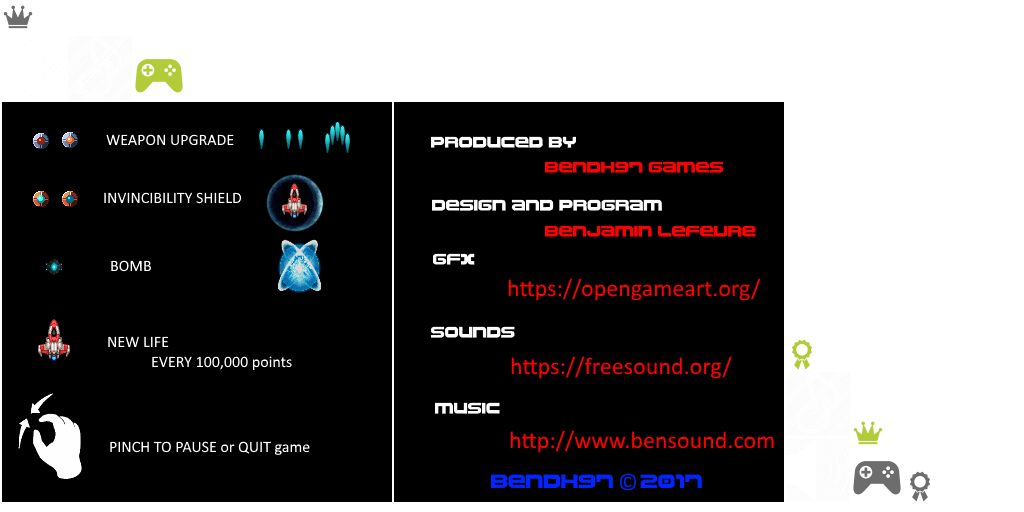 WEAPON UPGRADE
INVINCIBILITY SHIELD
BOMB
NEW LIFE
EVERY 100,000 points
PINCH TO PAUSE or QUIT game
PRODUCED BY
BENDH97 GAMES
DESIGN AND PROGRAM
BENJAMIN LEFEVRE
GFX
https://opengameart.org/
SOUNDS
https://freesound.org/
MUSIC
http://www.bensound.com
BENDH97 © 2017